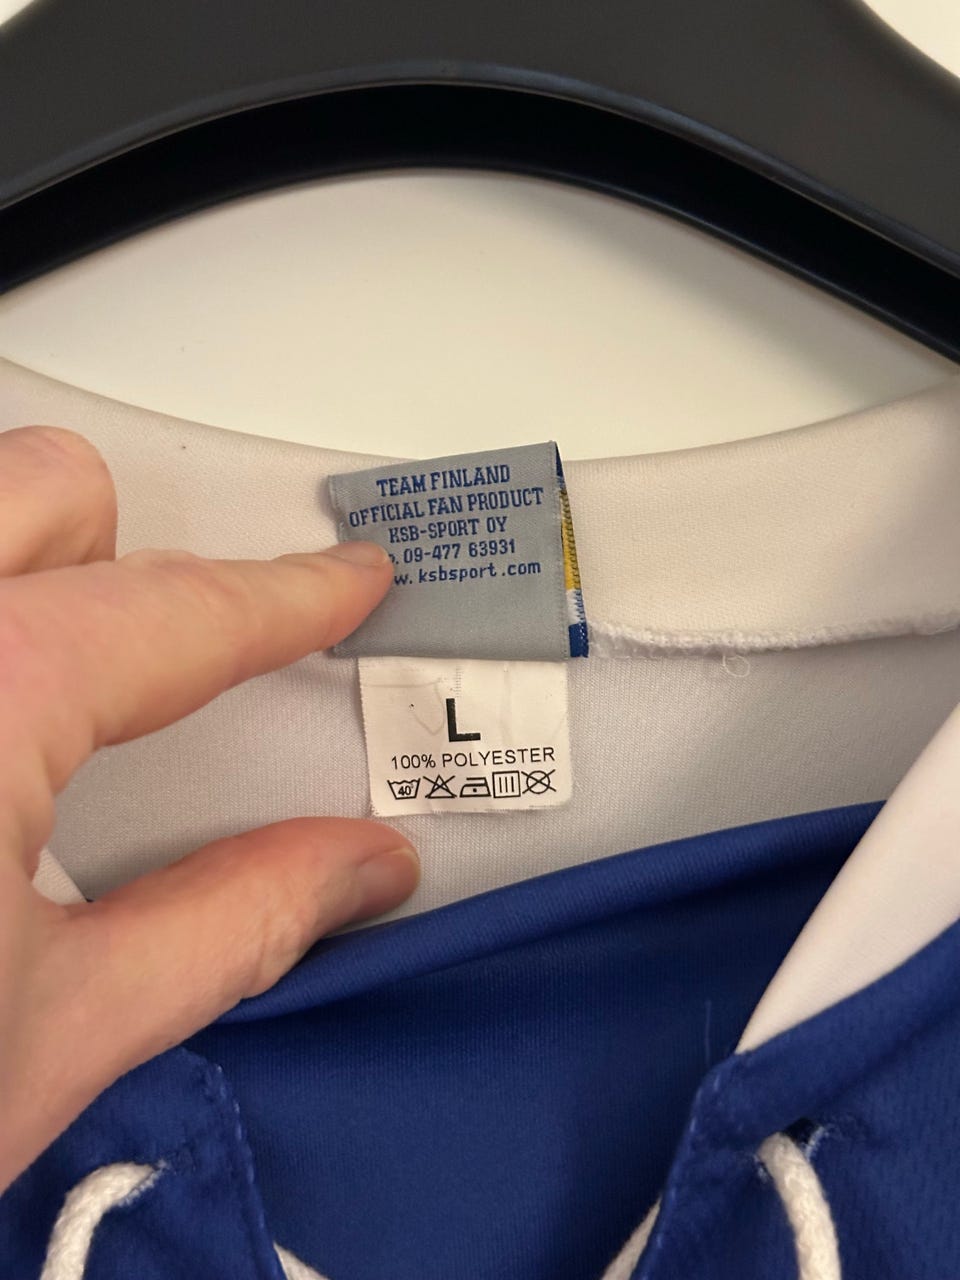 TEAM FINLAND
OFFICIAL FAN PRODUCT
KSB-SPORT OY
09-477 63931
ksbsport.com
L
100% POLYESTER
40°